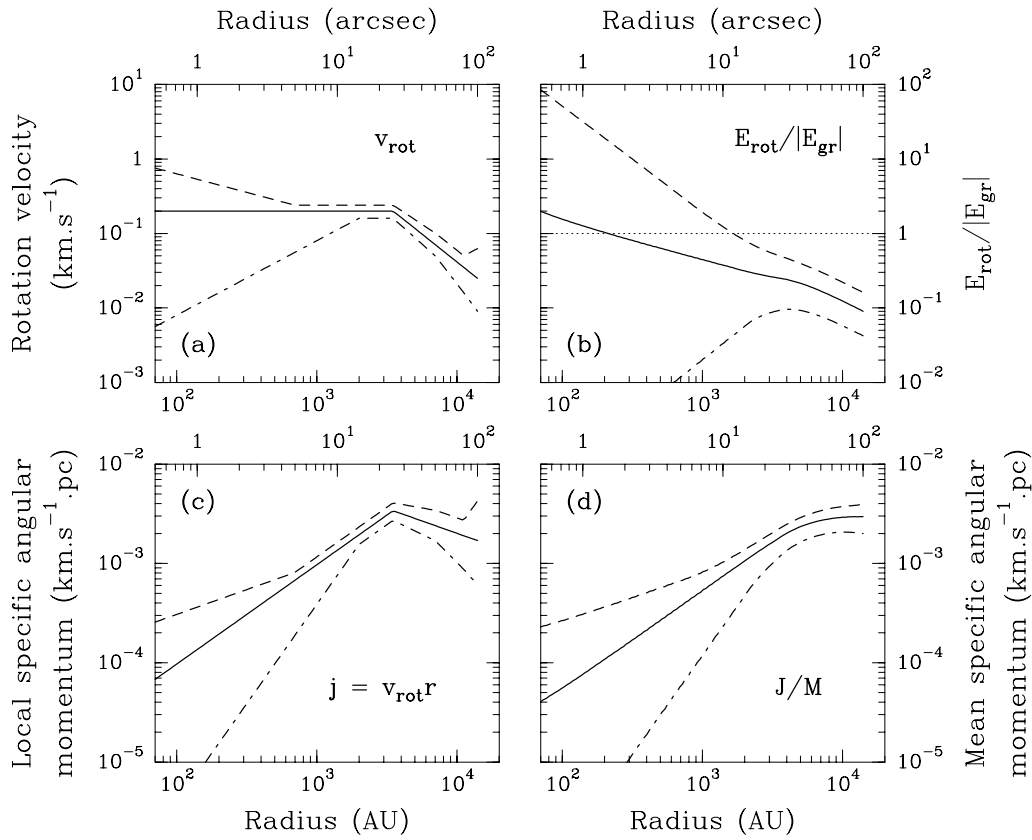 Radius (arcsec) Radius (arcsec)
1 10¹ 10² 1 10¹ 10²
10¹ 10²
1 10¹
10⁻¹ 1
10⁻² 10⁻¹
10⁻³ 10⁻²
Rotation velocity
(km.s⁻¹)
v_rot
(a)
E_rot/|E_gr|
(b)
E_rot/|E_gr|
10² 10³ 10⁴ 10² 10³ 10⁴
1 10¹ 10² 1 10¹ 10²
10⁻² 10⁻²
10⁻³ 10⁻³
10⁻⁴ 10⁻⁴
10⁻⁵ 10⁻⁵
Local specific angular
momentum (km.s⁻¹.pc)
(c)
j = v_rot r
(d)
J/M
Mean specific angular
momentum (km.s⁻¹.pc)
10² 10³ 10⁴ 10² 10³ 10⁴
Radius (AU) Radius (AU)